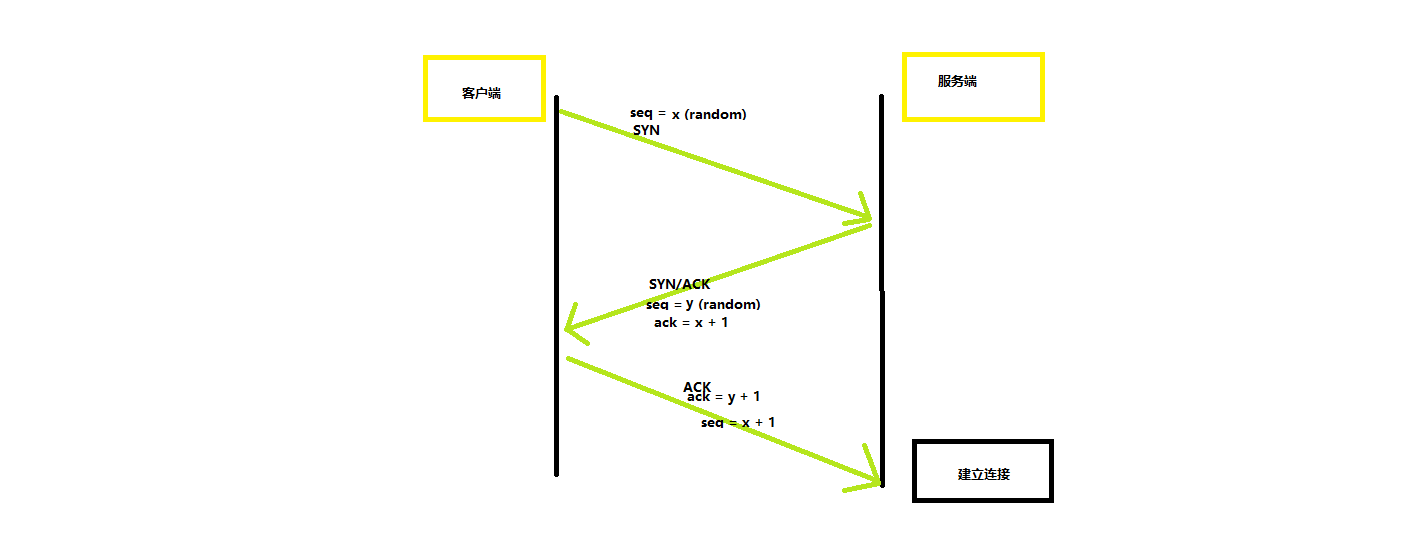 客户端
服务端
seq = x (random)
SYN
SYN/ACK
seq = y (random)
ack = x + 1
ACK
ack = y + 1
seq = x + 1
建立连接